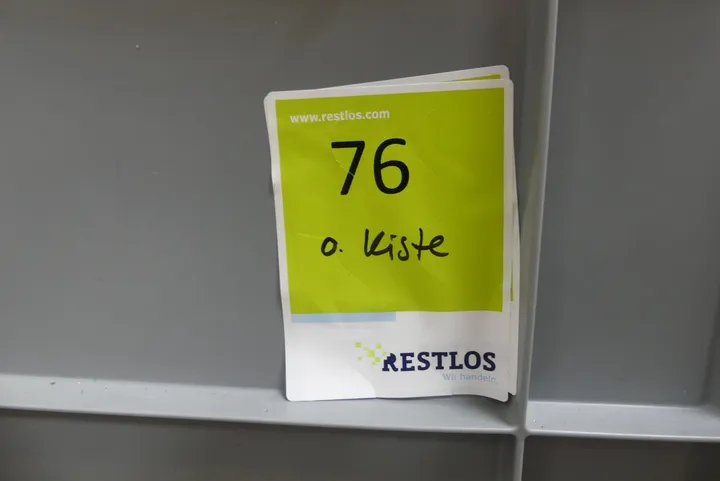 www.restlos.com
76
o. Kiste
RESTLOS
Wir handeln.